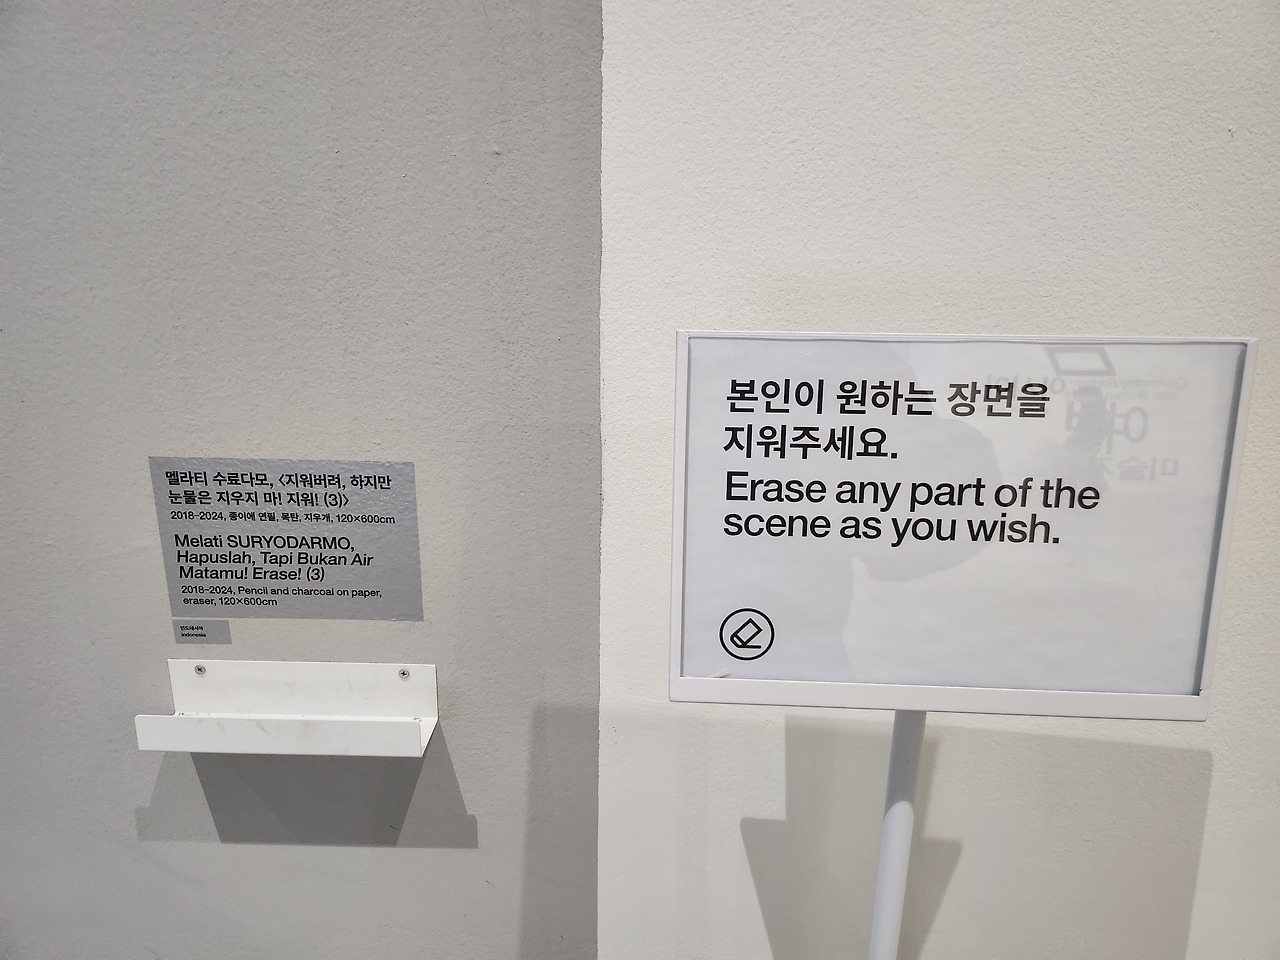 멜라티 수료다모, 〈지워버려, 하지만
눈물은 지우지 마! 지워! (3)〉
2018-2024, 종이에 연필, 목탄, 지우개, 120×600cm
Melati SURYODARMO,
Hapuslah, Tapi Bukan Air
Matamu! Erase! (3)
2018-2024, Pencil and charcoal on paper,
eraser, 120×600cm
인도네시아
Indonesia
본인이 원하는 장면을
지워주세요.
Erase any part of the
scene as you wish.